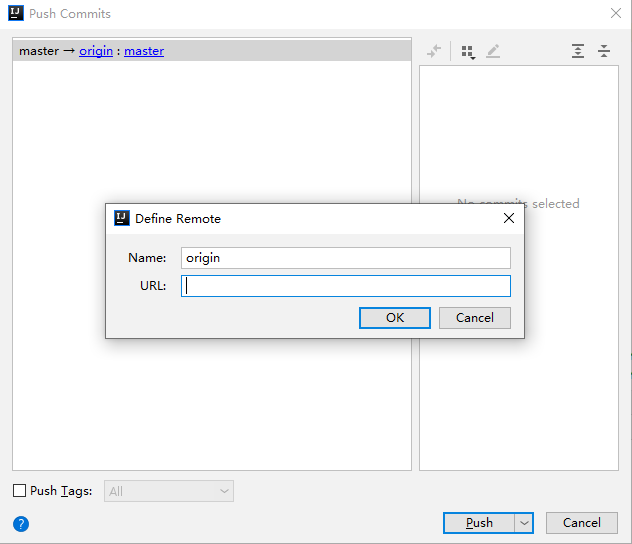 Push Commits
master → origin : master
No commits selected
Define Remote
Name: origin
URL:
OK Cancel
Push Tags: All
? Push Cancel